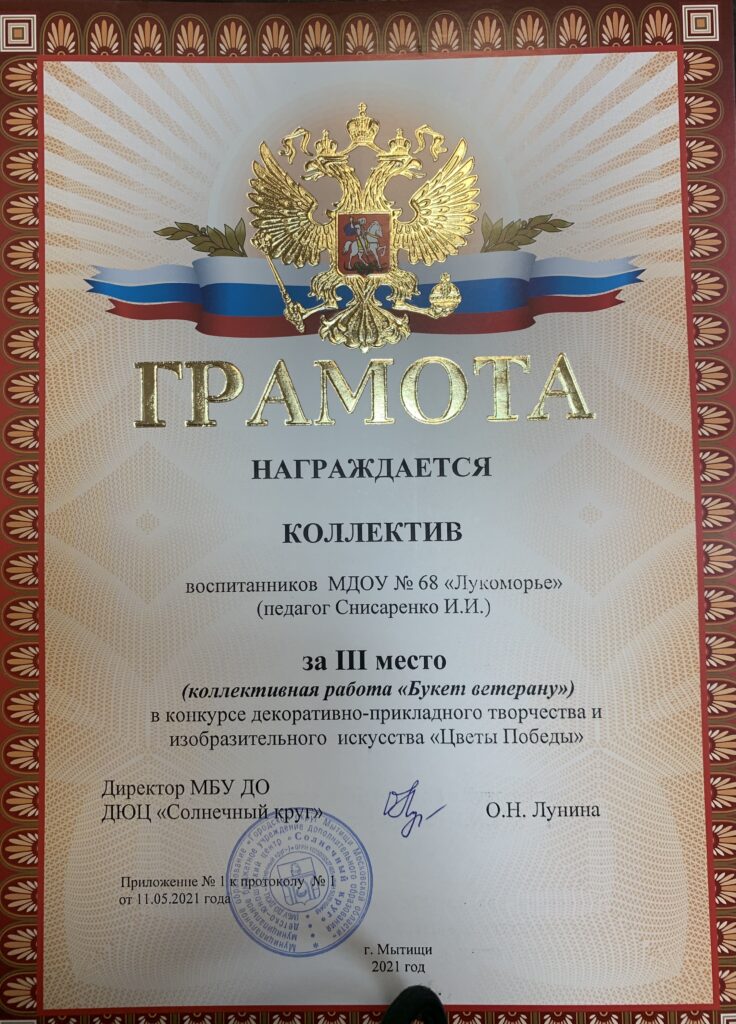 ГРАМОТА
НАГРАЖДАЕТСЯ
КОЛЛЕКТИВ
воспитанников МДОУ № 68 «Лукоморье»
(педагог Снисаренко И.И.)
за III место
(коллективная работа «Букет ветерану»)
в конкурсе декоративно-прикладного творчества и
изобразительного искусства «Цветы Победы»
Директор МБУ ДО
ДЮЦ «Солнечный круг»
О.Н. Лунина
Приложение № 1 к протоколу № 1
от 11.05.2021 года
г. Мытищи
2021 год